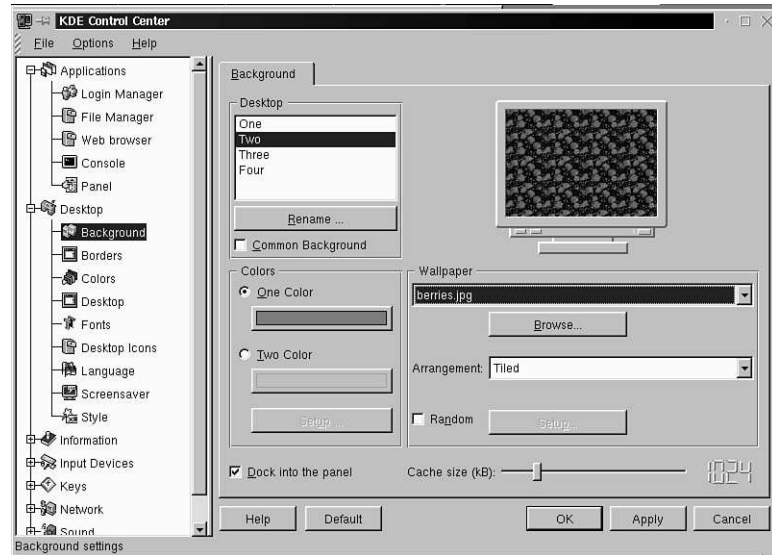 KDE Control Center
File Options Help
Applications
Login Manager
File Manager
Web browser
Console
Panel
Desktop
Background
Borders
Colors
Desktop
Fonts
Desktop Icons
Language
Screensaver
Style
Information
Input Devices
Keys
Network
Sound
Background
Desktop
One
Two
Three
Four
Rename ...
Common Background
Colors
One Color
Two Color
Setup ...
Wallpaper
berries.jpg
Browse...
Arrangement: Tiled
Random
Setup...
Dock into the panel
Cache size (kB):
1024
Help
Default
OK
Apply
Cancel
Background settings